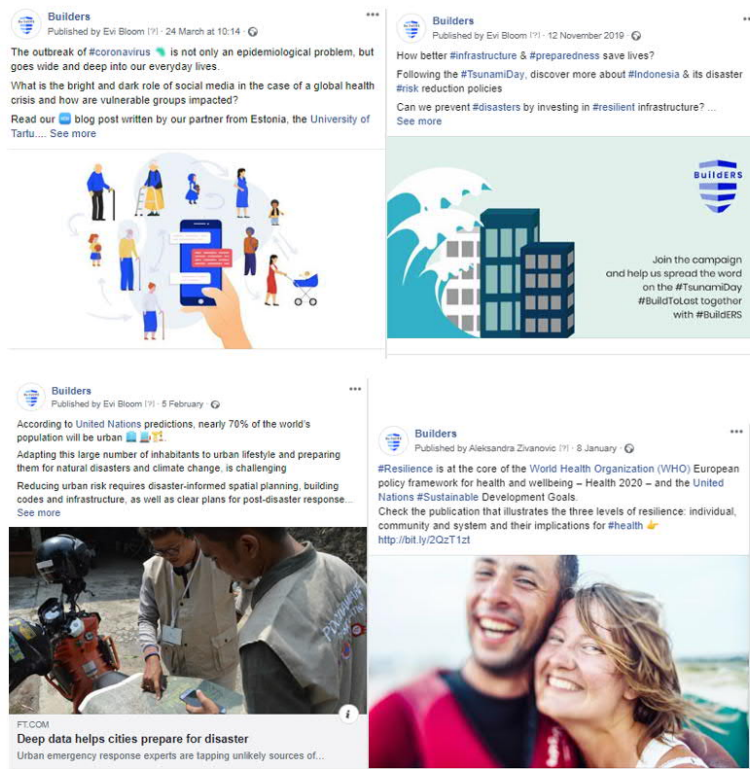 Builders
Published by Evi Bloom [?] · 24 March at 10:14 ·
The outbreak of #coronavirus is not only an epidemiological problem, but
goes wide and deep into our everyday lives.
What is the bright and dark role of social media in the case of a global health
crisis and how are vulnerable groups impacted?
Read our blog post written by our partner from Estonia, the University of
Tartu.... See more
Builders
Published by Evi Bloom [?] · 12 November 2019 ·
How better #infrastructure & #preparedness save lives?
Following the #TsunamiDay, discover more about #Indonesia & its disaster
#risk reduction policies
Can we prevent #disasters by investing in #resilient infrastructure? ...
See more
BuildERS
Join the campaign
and help us spread the word
on the #TsunamiDay
#BuildToLast together
with #BuildERS
Builders
Published by Evi Bloom [?] · 5 February ·
According to United Nations predictions, nearly 70% of the world's
population will be urban
Adapting this large number of inhabitants to urban lifestyle and preparing
them for natural disasters and climate change, is challenging
Reducing urban risk requires disaster-informed spatial planning, building
codes and infrastructure, as well as clear plans for post-disaster response...
See more
FT.COM
Deep data helps cities prepare for disaster
Urban emergency response experts are tapping unlikely sources of...
Builders
Published by Aleksandra Zivanovic [?] · 8 January ·
#Resilience is at the core of the World Health Organization (WHO) European
policy framework for health and wellbeing – Health 2020 – and the United
Nations #Sustainable Development Goals.
Check the publication that illustrates the three levels of resilience: individual,
community and system and their implications for #health
http://bit.ly/2QzT1zt